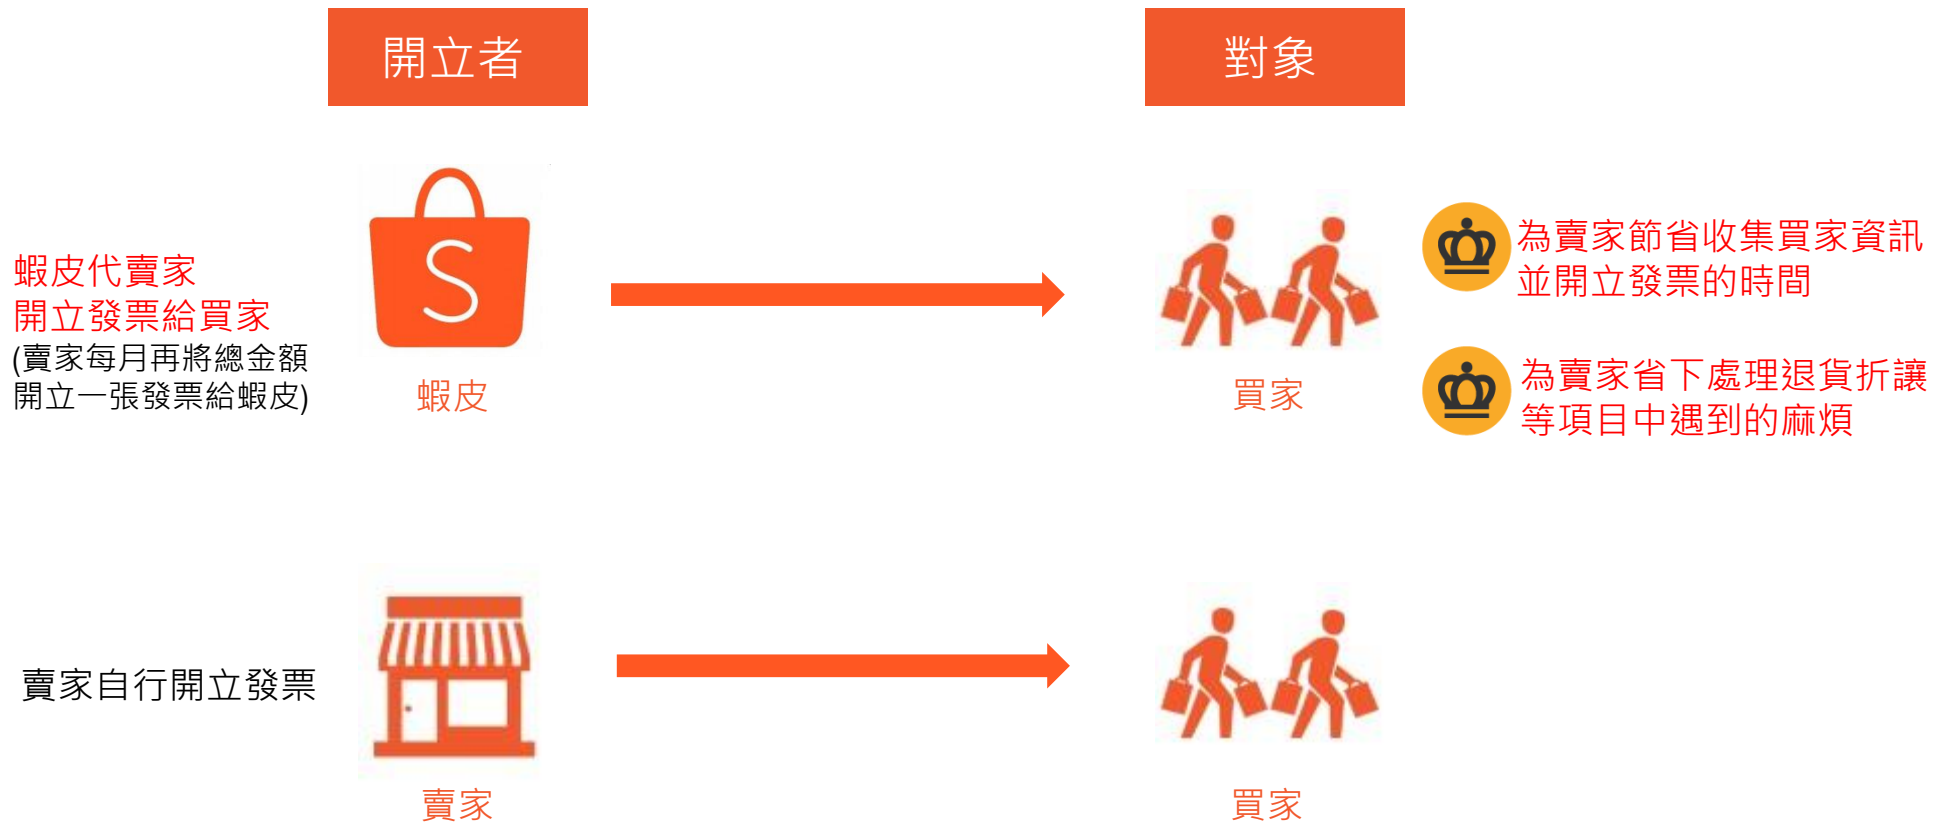 開立者
對象
蝦皮代賣家
開立發票給買家
(賣家每月再將總金額
開立一張發票給蝦皮)
S
蝦皮
買家
為賣家節省收集買家資訊
並開立發票的時間
為賣家省下處理退貨折讓
等項目中遇到的麻煩
賣家自行開立發票
賣家
買家